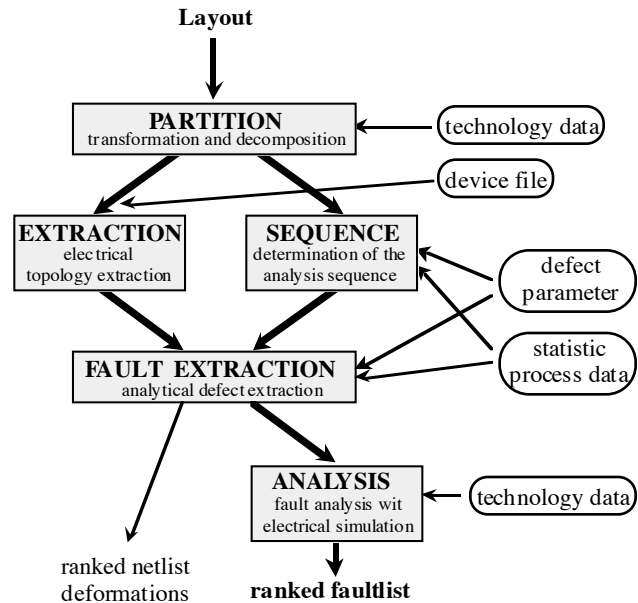 Layout
PARTITION
transformation and decomposition
technology data
device file
EXTRACTION
electrical
topology extraction
SEQUENCE
determination of the
analysis sequence
defect
parameter
statistic
process data
FAULT EXTRACTION
analytical defect extraction
ANALYSIS
fault analysis wit
electrical simulation
technology data
ranked netlist
deformations
ranked faultlist